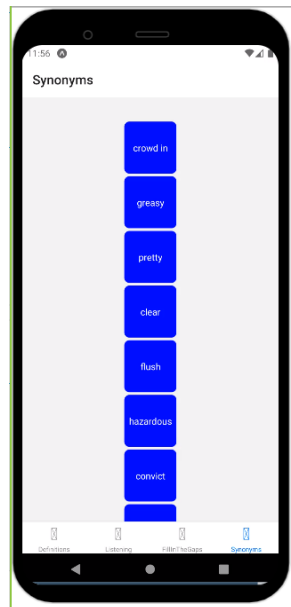 11:56
Synonyms
crowd in
greasy
pretty
clear
flush
hazardous
convict
Definitions Listening FillInTheGaps Synonyms